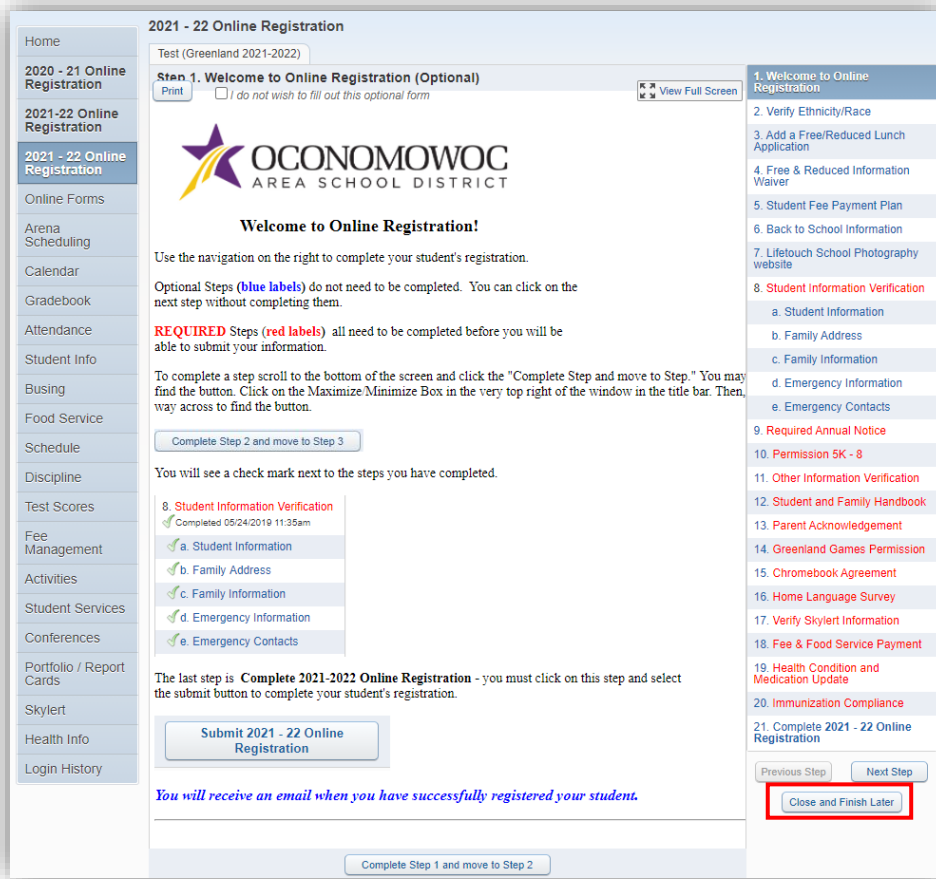 2021 - 22 Online Registration
Home
2020 - 21 Online
Registration
2021-22 Online
Registration
2021 - 22 Online
Registration
Online Forms
Arena
Scheduling
Calendar
Gradebook
Attendance
Student Info
Busing
Food Service
Schedule
Discipline
Test Scores
Fee
Management
Activities
Student Services
Conferences
Portfolio / Report
Cards
Skylert
Health Info
Login History
Test (Greenland 2021-2022)
Step 1. Welcome to Online Registration (Optional)
Print
I do not wish to fill out this optional form
View Full Screen
OCONOMOWOC
AREA SCHOOL DISTRICT
Welcome to Online Registration!
Use the navigation on the right to complete your student's registration.
Optional Steps (blue labels) do not need to be completed. You can click on the
next step without completing them.
REQUIRED Steps (red labels) all need to be completed before you will be
able to submit your information.
To complete a step scroll to the bottom of the screen and click the "Complete Step and move to Step." You may
find the button. Click on the Maximize/Minimize Box in the very top right of the window in the title bar. Then,
way across to find the button.
Complete Step 2 and move to Step 3
You will see a check mark next to the steps you have completed.
8. Student Information Verification
Completed 05/24/2019 11:35am
a. Student Information
b. Family Address
c. Family Information
d. Emergency Information
e. Emergency Contacts
The last step is Complete 2021-2022 Online Registration - you must click on this step and select
the submit button to complete your student's registration.
Submit 2021 - 22 Online
Registration
You will receive an email when you have successfully registered your student.
Complete Step 1 and move to Step 2
1. Welcome to Online
Registration
2. Verify Ethnicity/Race
3. Add a Free/Reduced Lunch
Application
4. Free & Reduced Information
Waiver
5. Student Fee Payment Plan
6. Back to School Information
7. Lifetouch School Photography
website
8. Student Information Verification
a. Student Information
b. Family Address
c. Family Information
d. Emergency Information
e. Emergency Contacts
9. Required Annual Notice
10. Permission 5K - 8
11. Other Information Verification
12. Student and Family Handbook
13. Parent Acknowledgement
14. Greenland Games Permission
15. Chromebook Agreement
16. Home Language Survey
17. Verify Skylert Information
18. Fee & Food Service Payment
19. Health Condition and
Medication Update
20. Immunization Compliance
21. Complete 2021 - 22 Online
Registration
Previous Step
Next Step
Close and Finish Later